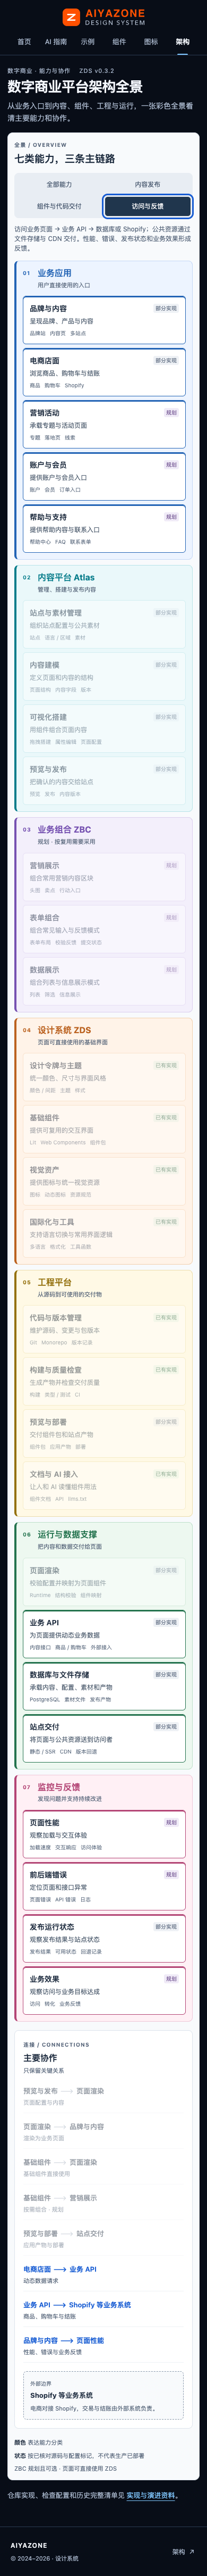 AIYAZONE
DESIGN SYSTEM
首页 AI 指南 示例 组件 图标 架构
数字商业 · 能力与协作 ZDS v0.3.2
数字商业平台架构全景
从业务入口到内容、组件、工程与运行，一张彩色全景看清主要能力和协作。
全景 / OVERVIEW
七类能力，三条主链路
全部能力 内容发布
组件与代码交付 访问与反馈
访问业务页 → 业务 API → 数据库或 Shopify；公共资源通过文件存储与 CDN 交付。性能、错误、发布状态和业务效果形成反馈。
01 业务应用
用户直接使用的入口
品牌与内容 部分实现
呈现品牌、产品与内容
品牌站 内容页 多站点
电商店面 部分实现
浏览商品、购物车与结账
商品 购物车 Shopify
营销活动 规划
承载专题与活动页面
专题 落地页 线索
账户与会员 规划
提供账户与会员入口
账户 会员 订单入口
帮助与支持 规划
提供帮助内容与联系入口
帮助中心 FAQ 联系表单
02 内容平台 Atlas
管理、搭建与发布内容
站点与素材管理 部分实现
组织站点配置与公共素材
站点 语言 / 区域 素材
内容建模 部分实现
定义页面和内容的结构
页面结构 内容字段 版本
可视化搭建 部分实现
用组件组合页面内容
拖拽搭建 属性编辑 页面配置
预览与发布 部分实现
把确认的内容交给站点
预览 发布 内容版本
03 业务组合 ZBC
规划 · 按复用需要采用
营销展示 规划
组合常用营销内容区块
头图 卖点 行动入口
表单组合 规划
组合常见输入与反馈模式
表单布局 校验反馈 提交状态
数据展示 规划
组合列表与信息展示模式
列表 筛选 信息展示
04 设计系统 ZDS
页面可直接使用的基础界面
设计令牌与主题 已有实现
统一颜色、尺寸与界面风格
颜色 / 间距 主题 样式
基础组件 已有实现
提供可复用的交互界面
Lit Web Components 组件包
视觉资产 已有实现
提供图标与统一视觉资源
图标 动态图标 资源规范
国际化与工具 已有实现
支持语言切换与常用界面逻辑
多语言 格式化 工具函数
05 工程平台
从源码到可使用的交付物
代码与版本管理 已有实现
维护源码、变更与包版本
Git Monorepo 版本记录
构建与质量检查 已有实现
生成产物并检查交付质量
构建 类型 / 测试 CI
预览与部署 部分实现
交付组件包和站点产物
组件包 应用产物 部署
文档与 AI 接入 已有实现
让人和 AI 读懂组件用法
组件文档 API llms.txt
06 运行与数据支撑
把内容和数据交付给页面
页面渲染 部分实现
校验配置并映射为页面组件
Runtime 结构校验 组件映射
业务 API 部分实现
为页面提供动态业务数据
内容接口 商品 / 购物车 外部接入
数据库与文件存储 部分实现
承载内容、配置、素材和产物
PostgreSQL 素材文件 发布产物
站点交付 部分实现
将页面与公共资源送到访问者
静态 / SSR CDN 版本回退
07 监控与反馈
发现问题并支持持续改进
页面性能 规划
观察加载与交互体验
加载速度 交互响应 访问体验
前后端错误 规划
定位页面和接口异常
页面错误 API 错误 日志
发布运行状态 部分实现
观察发布结果与站点状态
发布结果 可用状态 回退记录
业务效果 规划
观察访问与业务目标达成
访问 转化 业务反馈
连接 / CONNECTIONS
主要协作
只保留关键关系
预览与发布 → 页面渲染
页面配置与内容
页面渲染 → 品牌与内容
渲染为业务页面
基础组件 → 页面渲染
基础组件直接使用
基础组件 → 营销展示
按需组合 · 规划
预览与部署 → 站点交付
应用产物与部署
电商店面 → 业务 API
动态数据请求
业务 API → Shopify 等业务系统
商品、购物车与结账
品牌与内容 → 页面性能
性能、错误与业务反馈
外部边界
Shopify 等业务系统
电商对接 Shopify，交易与结账由外部系统负责。
颜色 表达能力分类
状态 按已核对源码与配置标记，不代表生产已部署
ZBC 规划且可选 · 页面可直接使用 ZDS
仓库实现、检查配置和历史完整清单见 实现与演进资料。
AIYAZONE
© 2024–2026 · 设计系统
架构 ↗